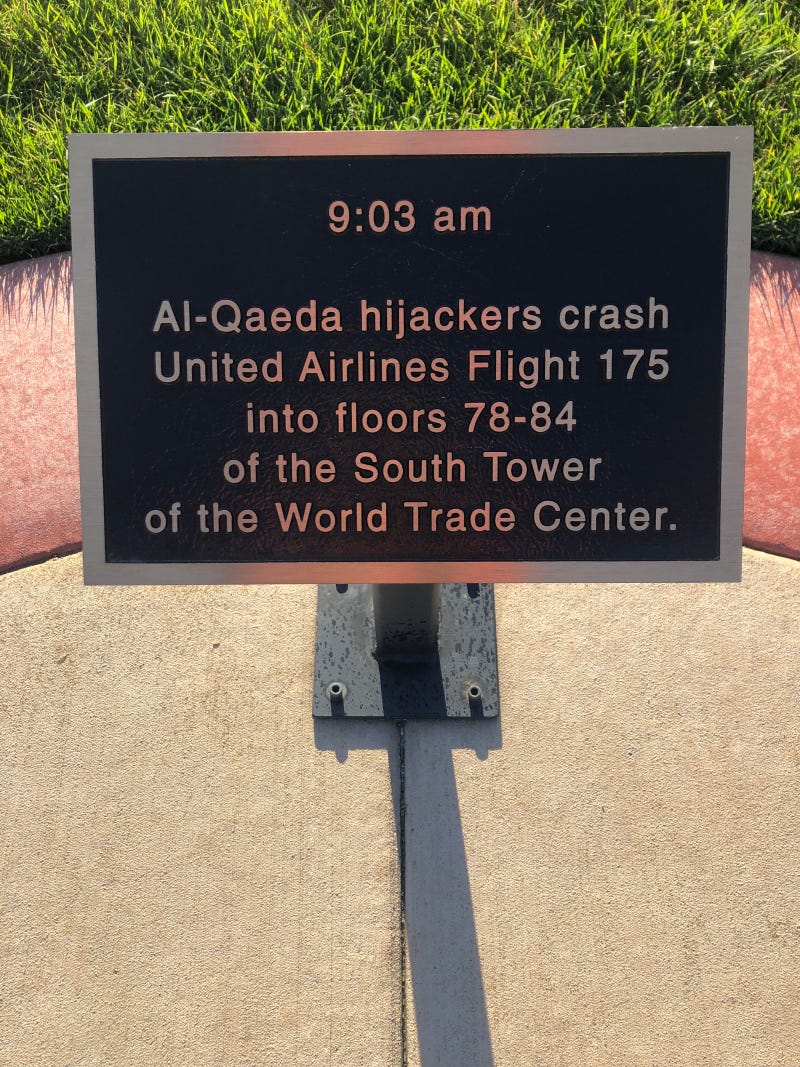 9:03 am
Al-Qaeda hijackers crash
United Airlines Flight 175
into floors 78-84
of the South Tower
of the World Trade Center.